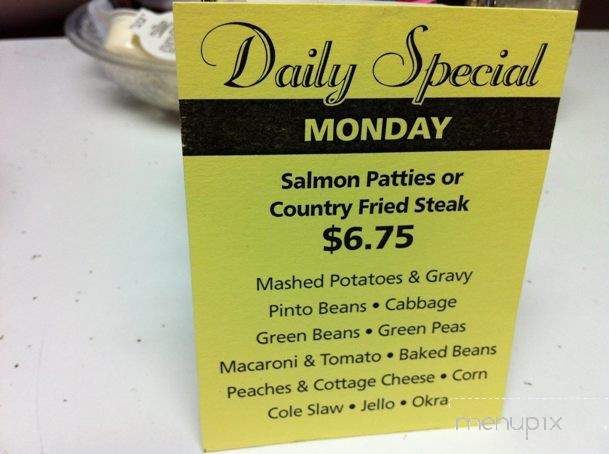 Daily Special
MONDAY
Salmon Patties or
Country Fried Steak
$6.75
Mashed Potatoes & Gravy
Pinto Beans • Cabbage
Green Beans • Green Peas
Macaroni & Tomato • Baked Beans
Peaches & Cottage Cheese • Corn
Cole Slaw • Jello • Okra
menupix